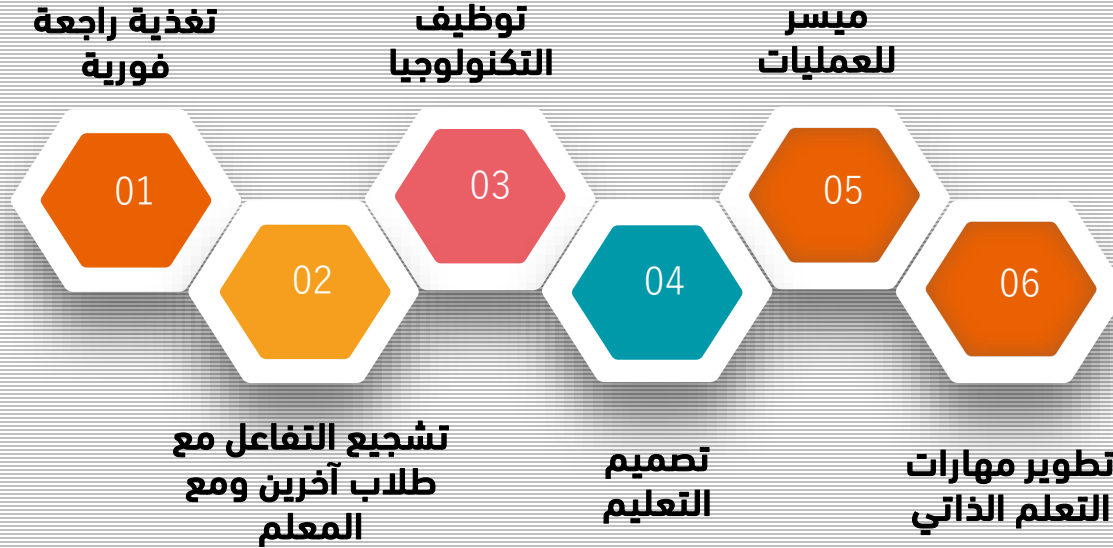 تغذية راجعة
فورية
01
02
تشجيع التفاعل مع
طلاب آخرين ومع
المعلم
توظيف
التكنولوجيا
03
04
تصميم
التعليم
ميسر
للعمليات
05
06
تطوير مهارات
التعلم الذاتي